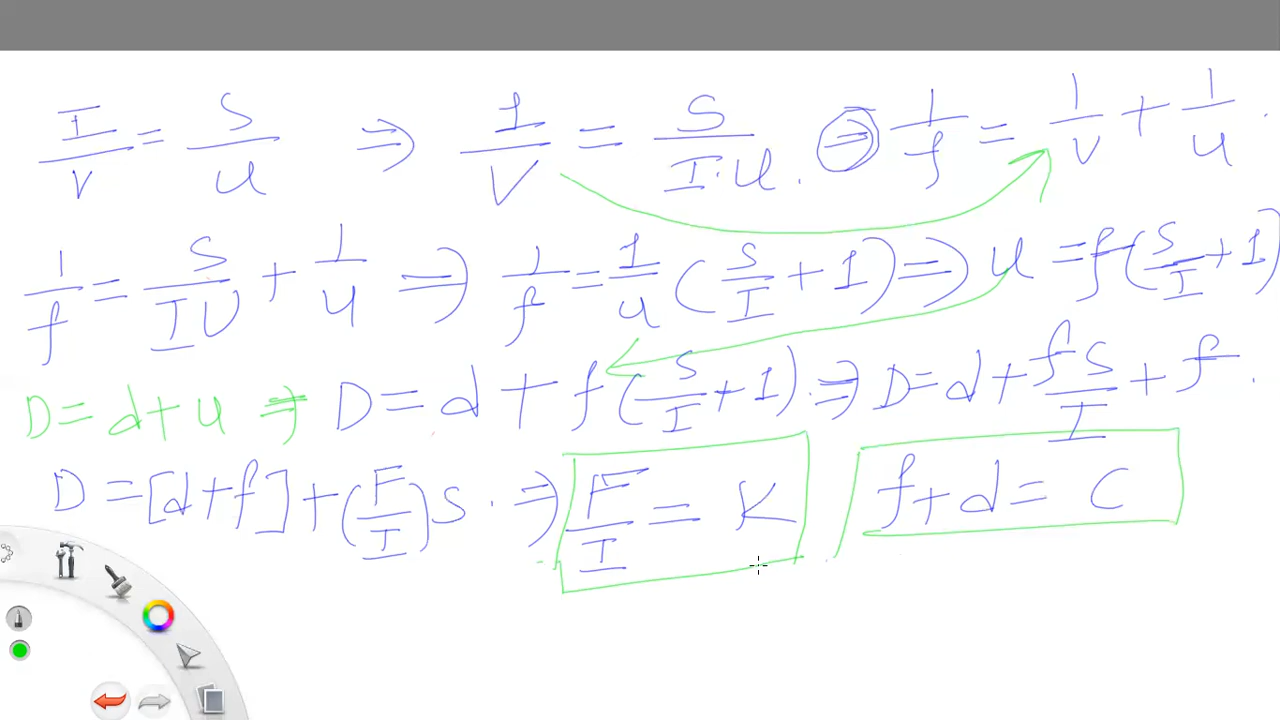 I/v = S/u ⇒ 1/V = S/I.u . ⇒ 1/f = 1/v + 1/u .
1/f = S/IU + 1/u ⇒ 1/f = 1/u (S/I + 1) ⇒ u = f(S/I + 1)
D = d + u ⇒ D = d + f(S/I + 1) . ⇒ D = d + fS/I + f .
D = [d + f] + (F/I)S . ⇒ F/I = K f + d = C